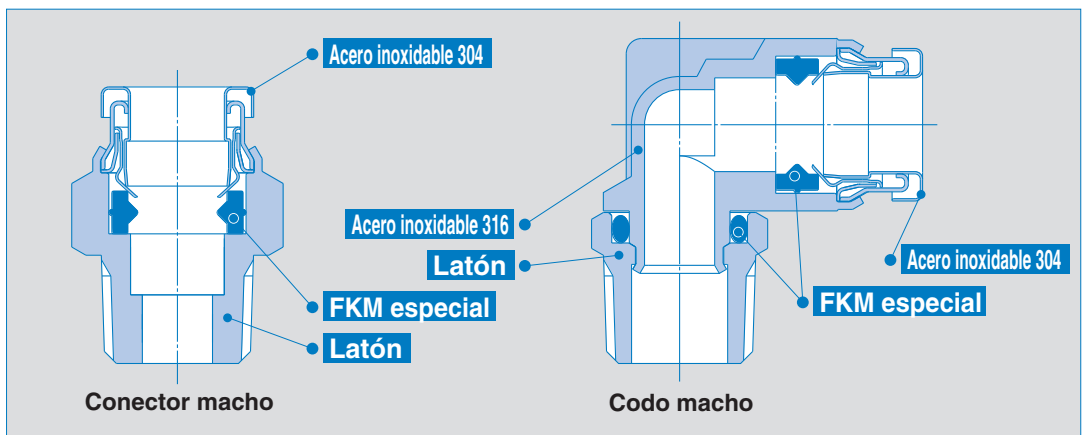 Acero inoxidable 304
FKM especial
Latón
Conector macho
Acero inoxidable 316
Latón
Acero inoxidable 304
FKM especial
Codo macho